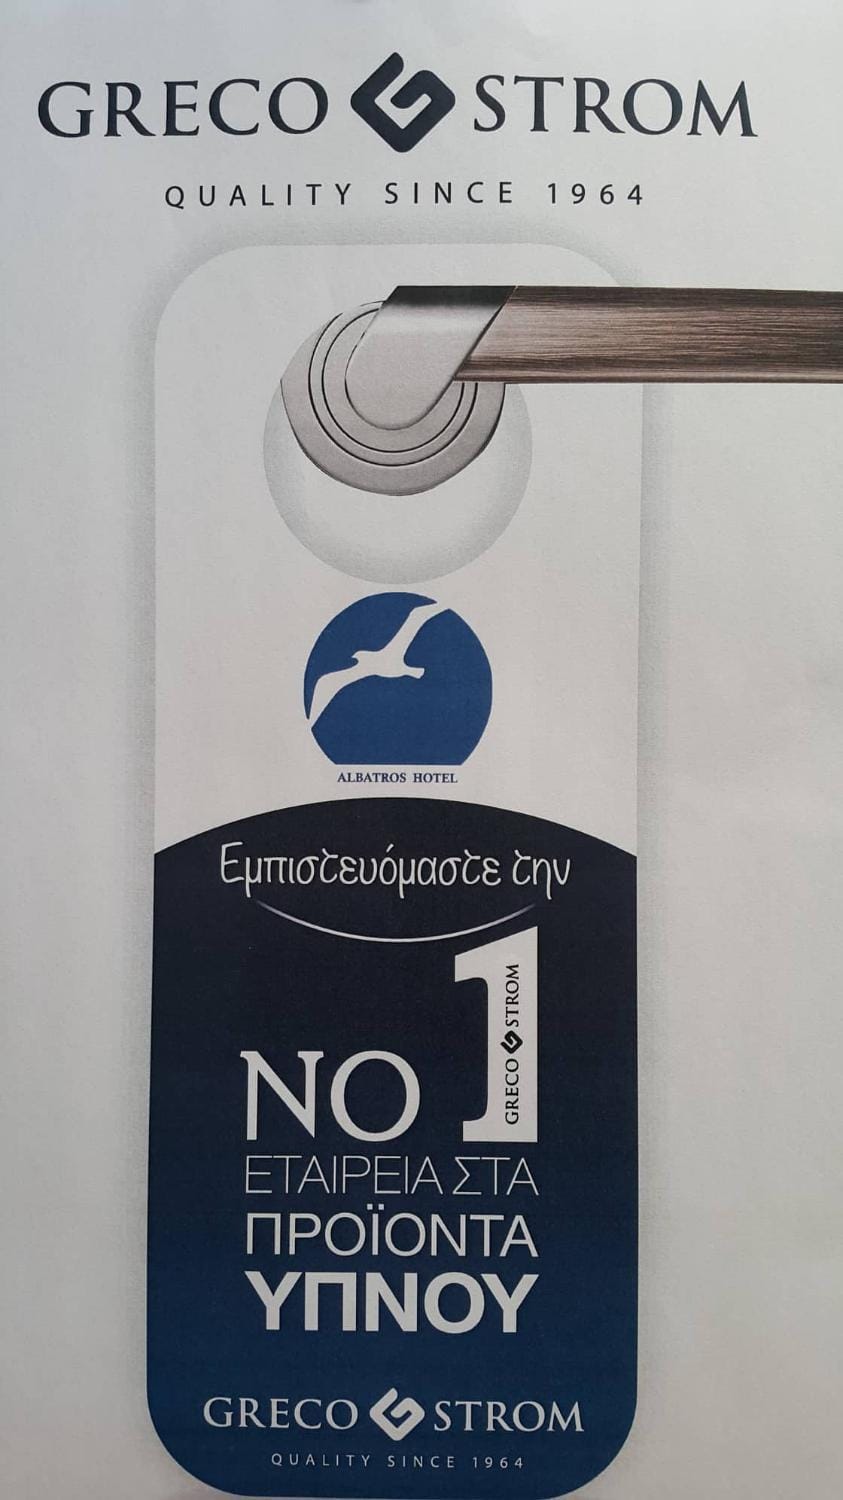 GRECO STROM
QUALITY SINCE 1964
ALBATROS HOTEL
Εμπιστευόμαστε την
NO 1
GRECO STROM
ΕΤΑΙΡΕΙΑ ΣΤΑ
ΠΡΟΪΟΝΤΑ
ΥΠΝΟΥ
GRECO STROM
QUALITY SINCE 1964